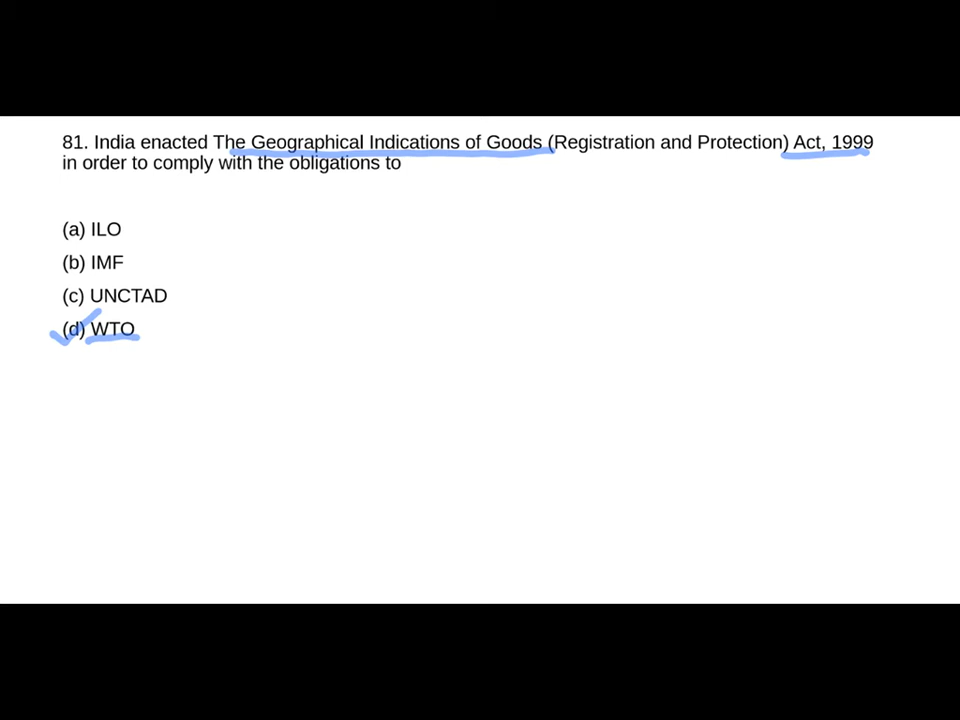 81. India enacted The Geographical Indications of Goods (Registration and Protection) Act, 1999
in order to comply with the obligations to
(a) ILO
(b) IMF
(c) UNCTAD
(d) WTO